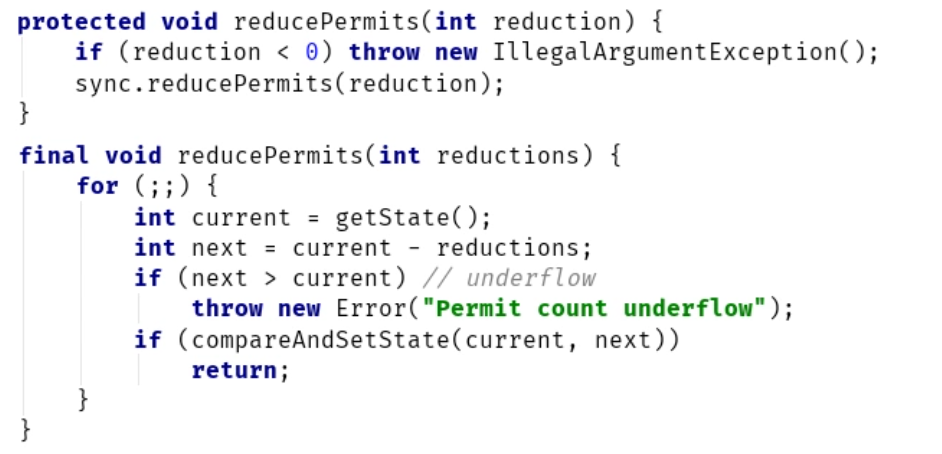 protected void reducePermits(int reduction) {
    if (reduction < 0) throw new IllegalArgumentException();
    sync.reducePermits(reduction);
}
final void reducePermits(int reductions) {
    for (;;) {
        int current = getState();
        int next = current - reductions;
        if (next > current) // underflow
            throw new Error("Permit count underflow");
        if (compareAndSetState(current, next))
            return;
    }
}